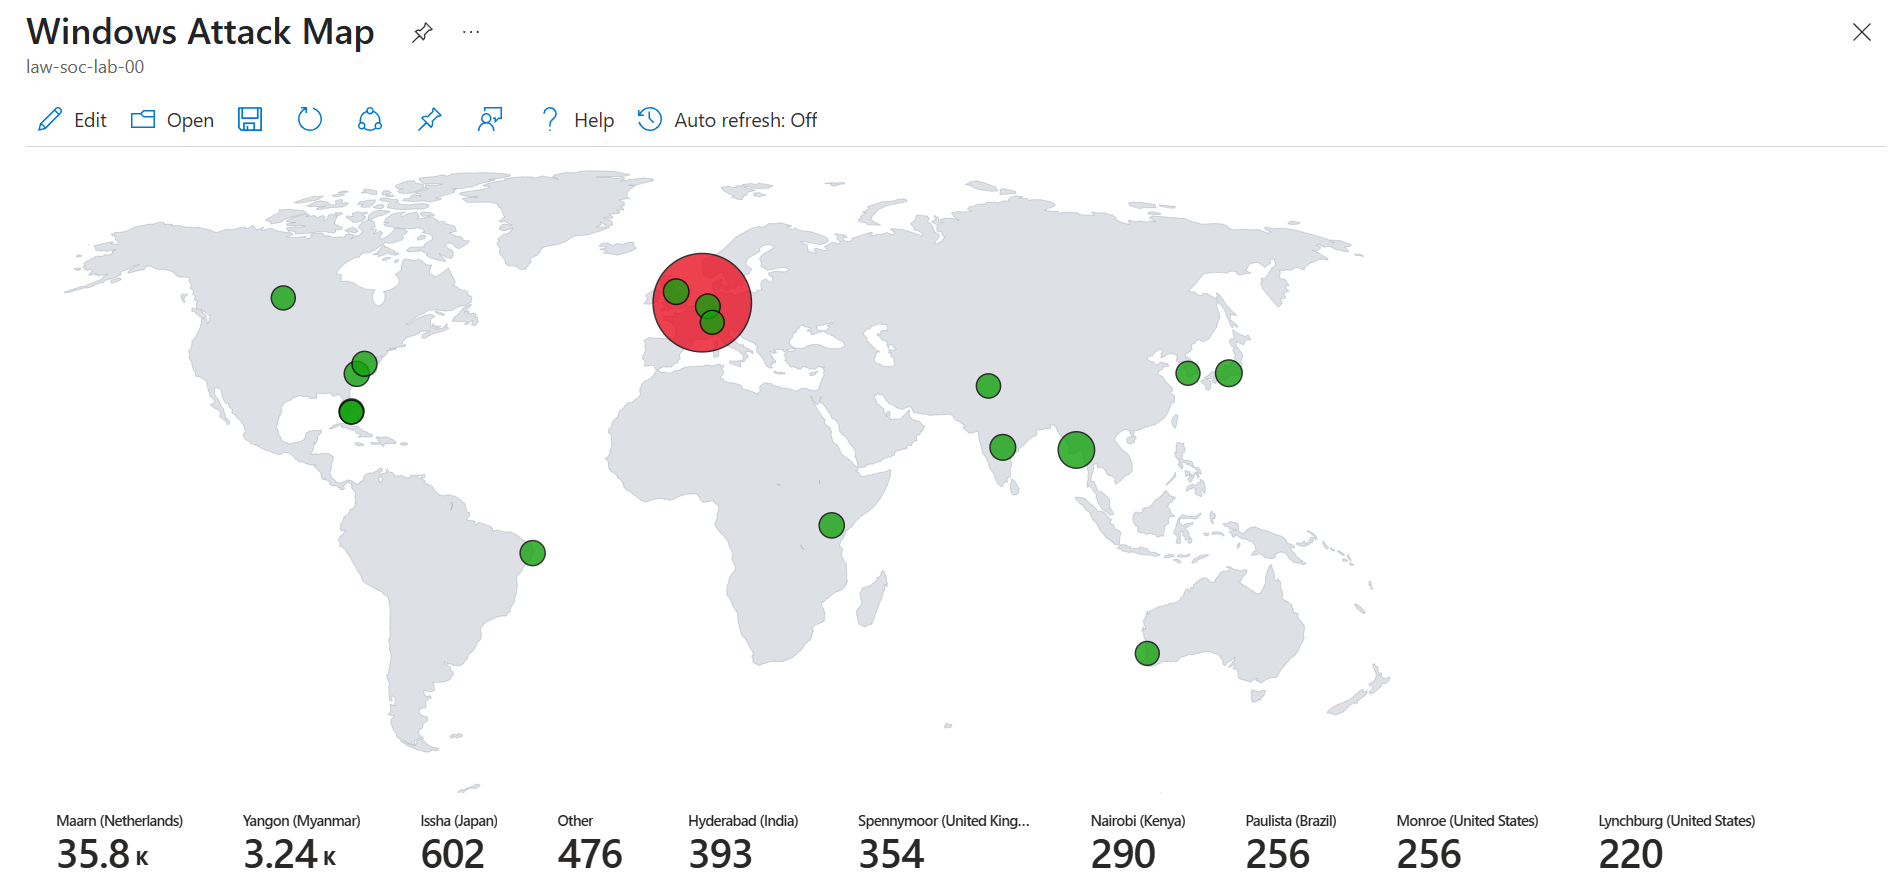 Windows Attack Map
law-soc-lab-00
Edit Open Help Auto refresh: Off
Maarn (Netherlands) Yangon (Myanmar) Issha (Japan) Other Hyderabad (India) Spennymoor (United King... Nairobi (Kenya) Paulista (Brazil) Monroe (United States) Lynchburg (United States)
35.8 K 3.24 K 602 476 393 354 290 256 256 220